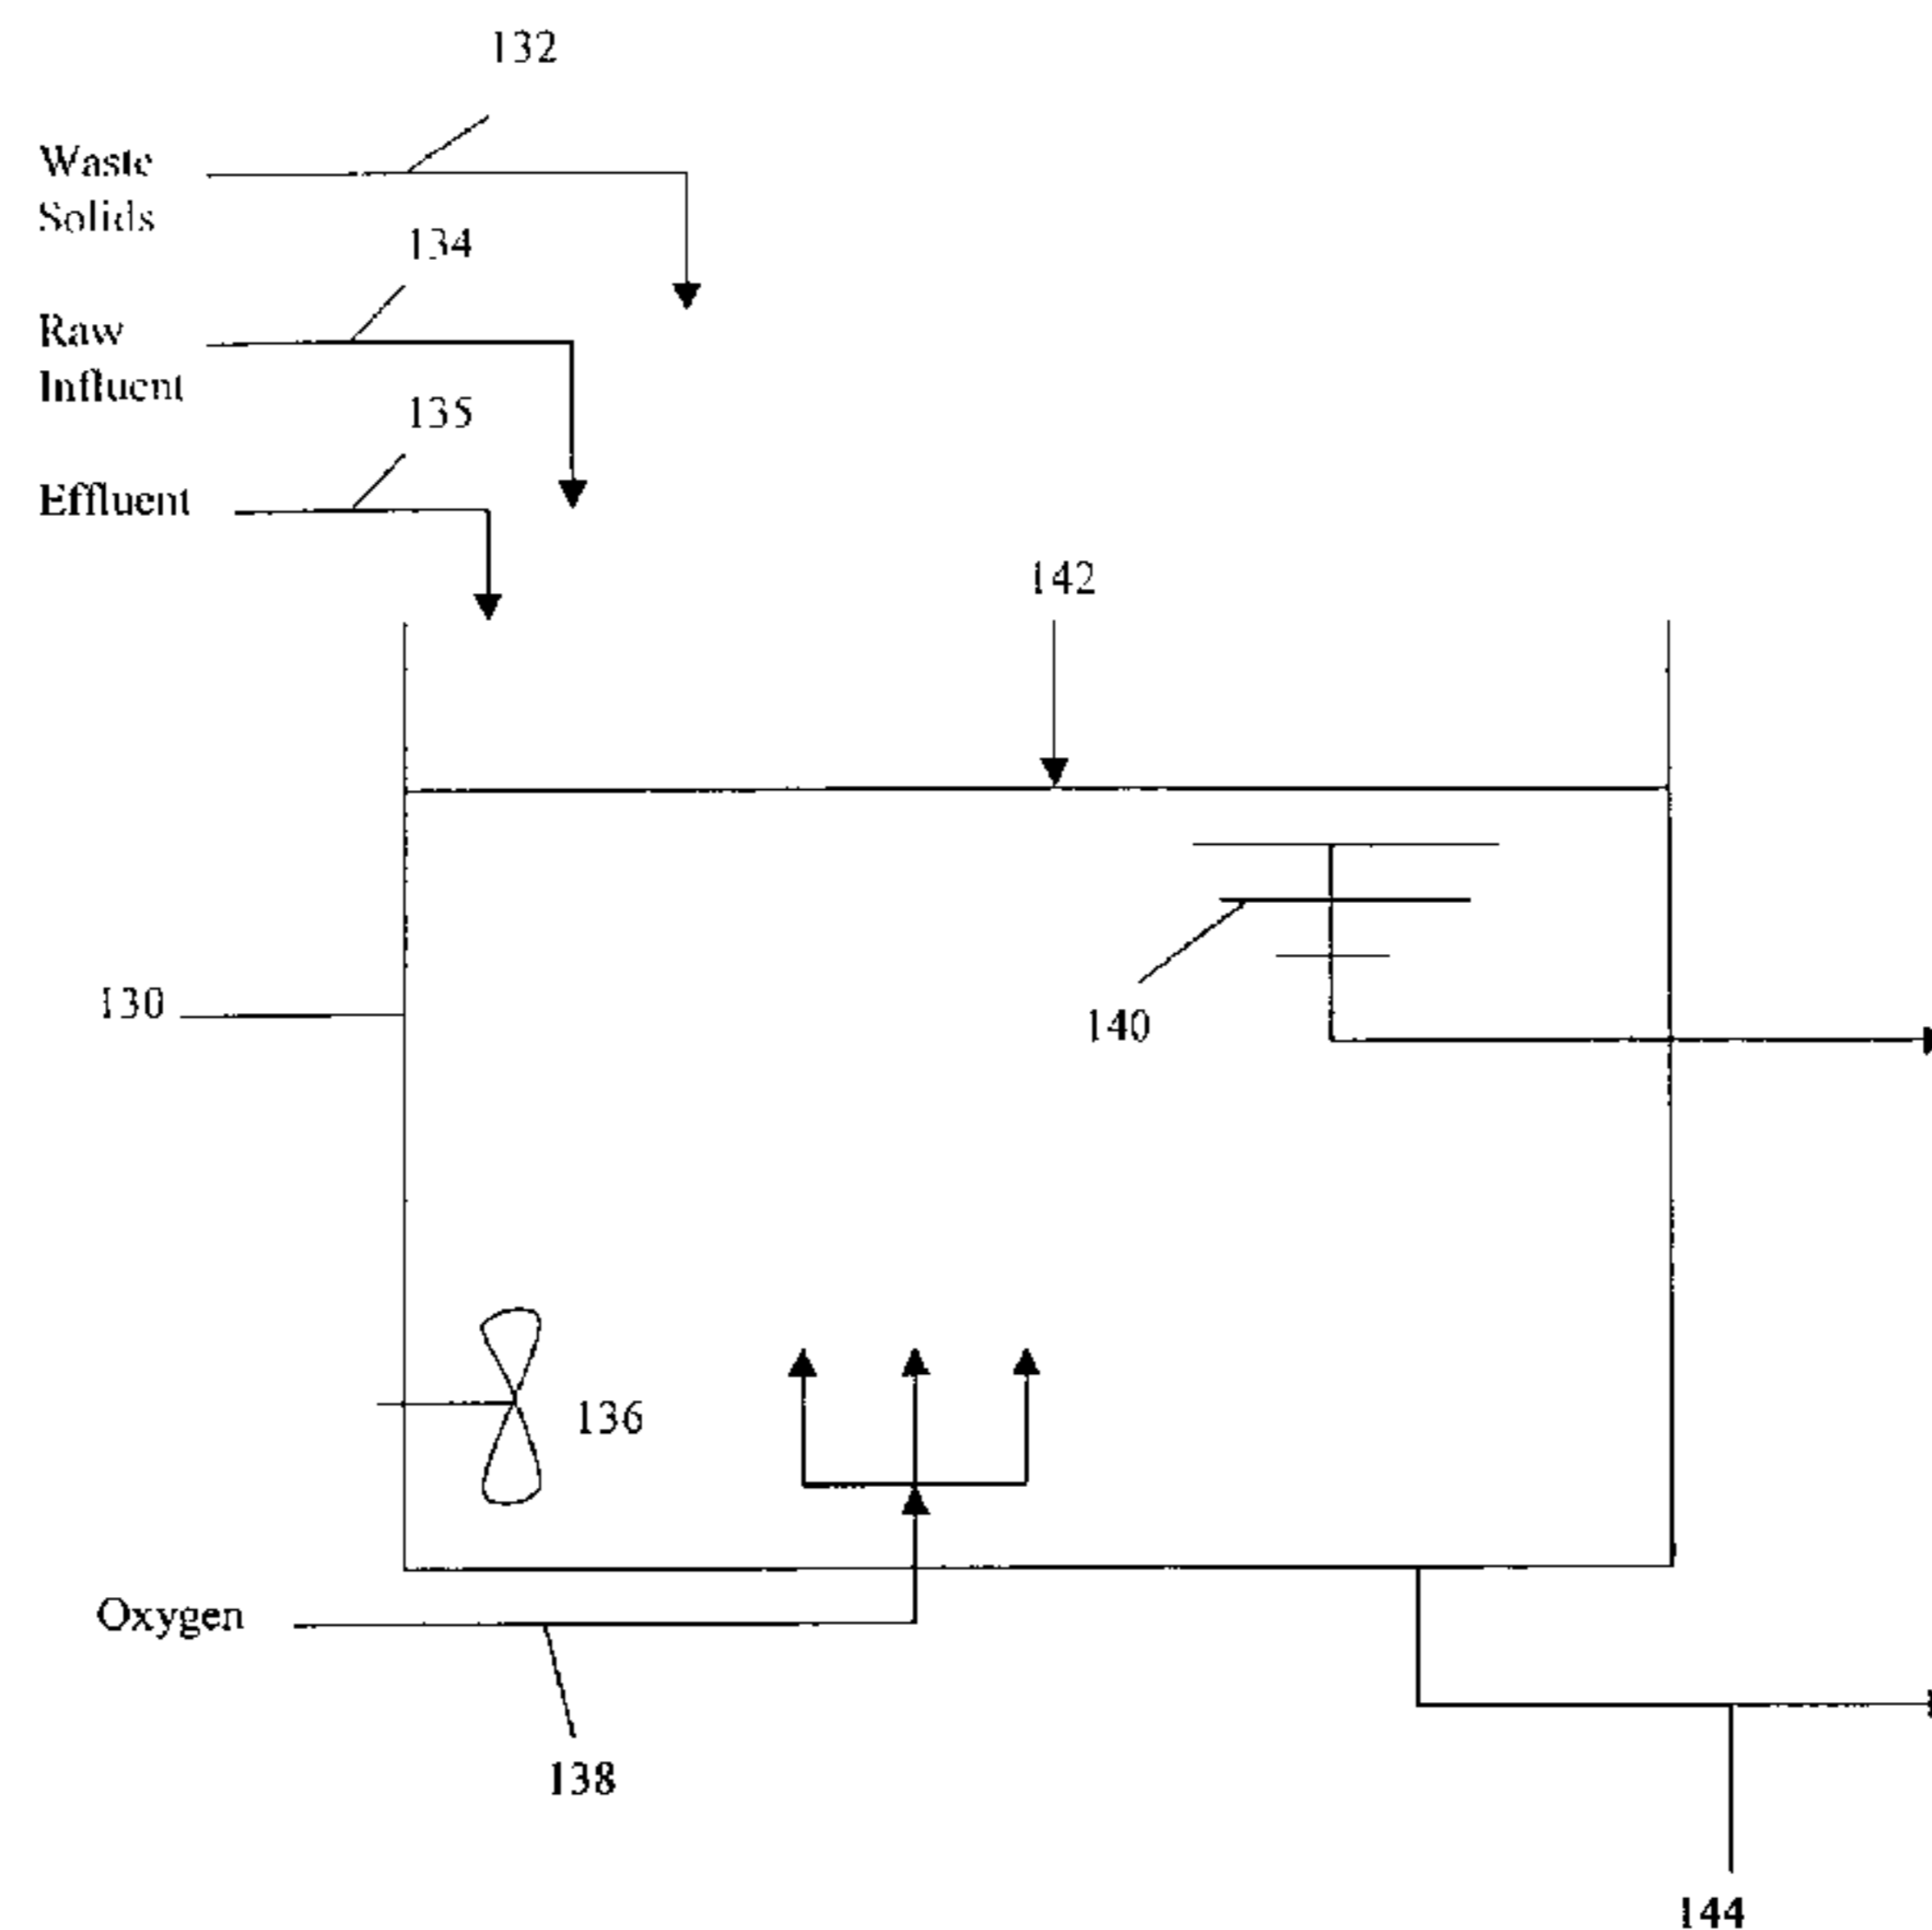 132
Waste
Solids
134
Raw
Influent
135
Effluent
142
130
140
136
Oxygen
138
144